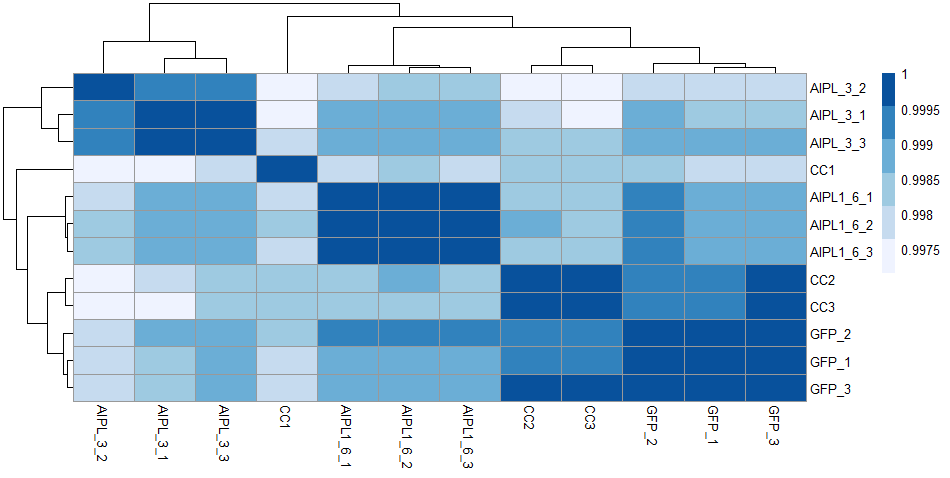 1
AIPL_3_2
0.9995
AIPL_3_1
0.999
AIPL_3_3
0.9985
CC1
AIPL1_6_1
0.998
AIPL1_6_2
0.9975
AIPL1_6_3
CC2
CC3
GFP_2
GFP_1
GFP_3
AIPL_3_2
AIPL_3_1
AIPL_3_3
CC1
AIPL1_6_1
AIPL1_6_2
AIPL1_6_3
CC2
CC3
GFP_2
GFP_1
GFP_3